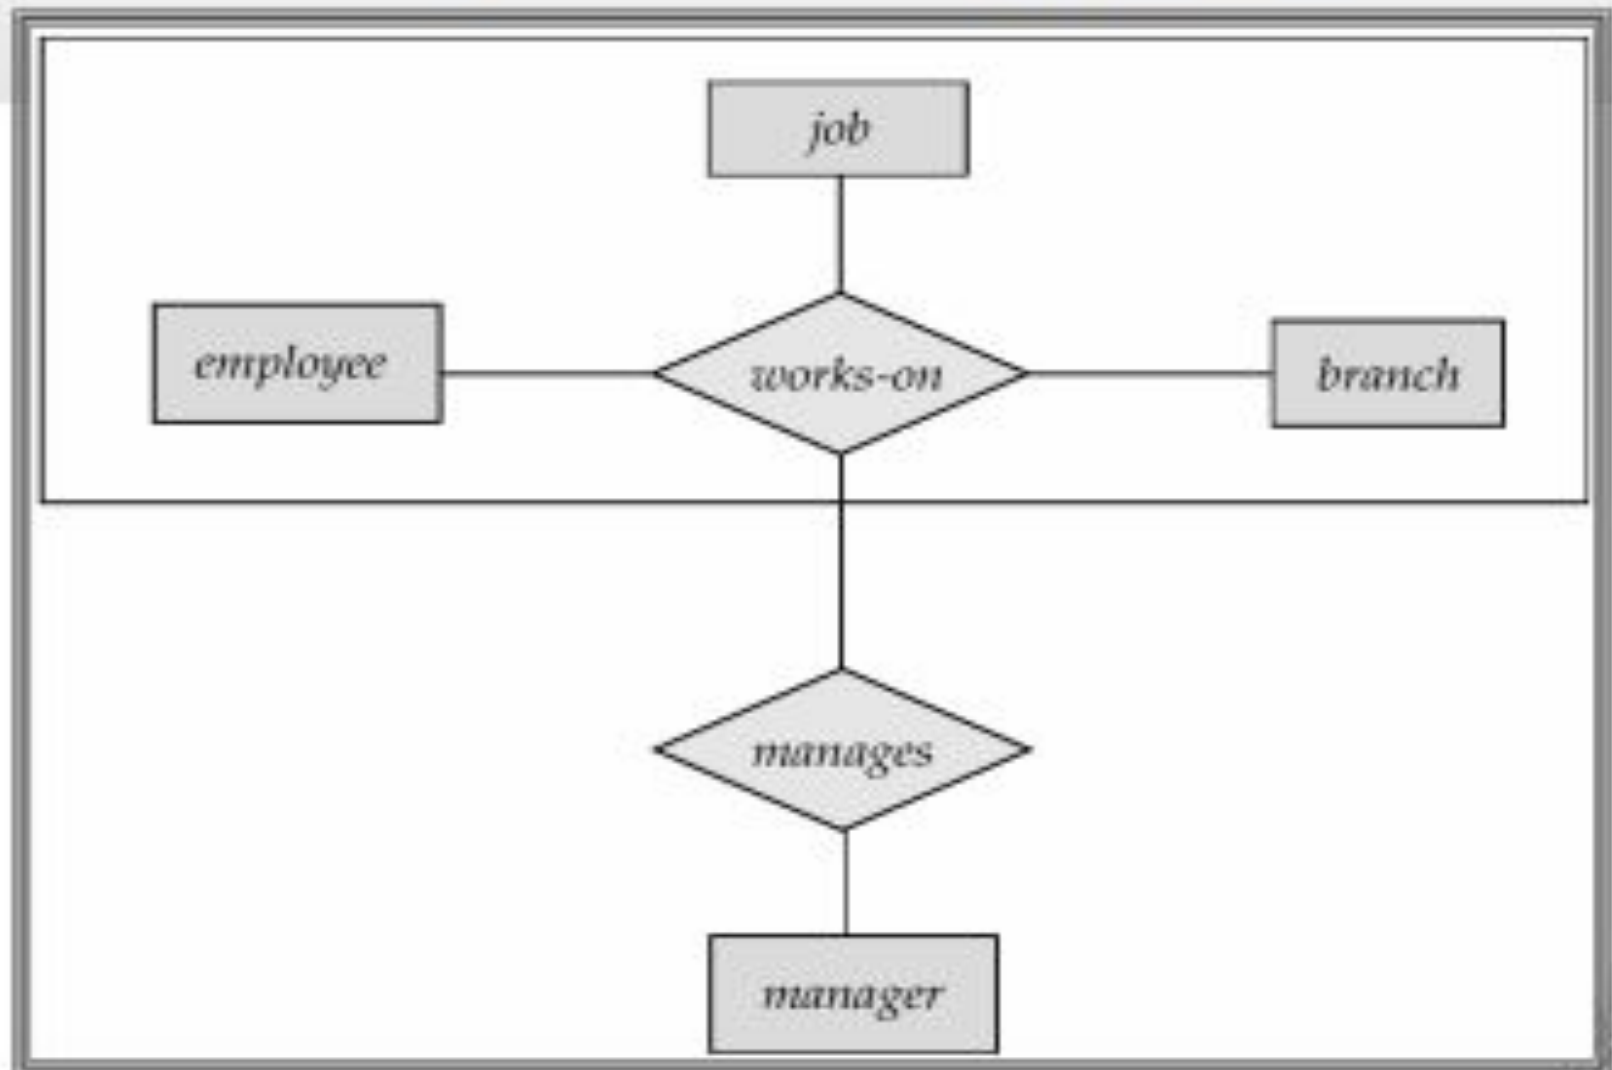 job
employee
works-on
branch
manages
manager